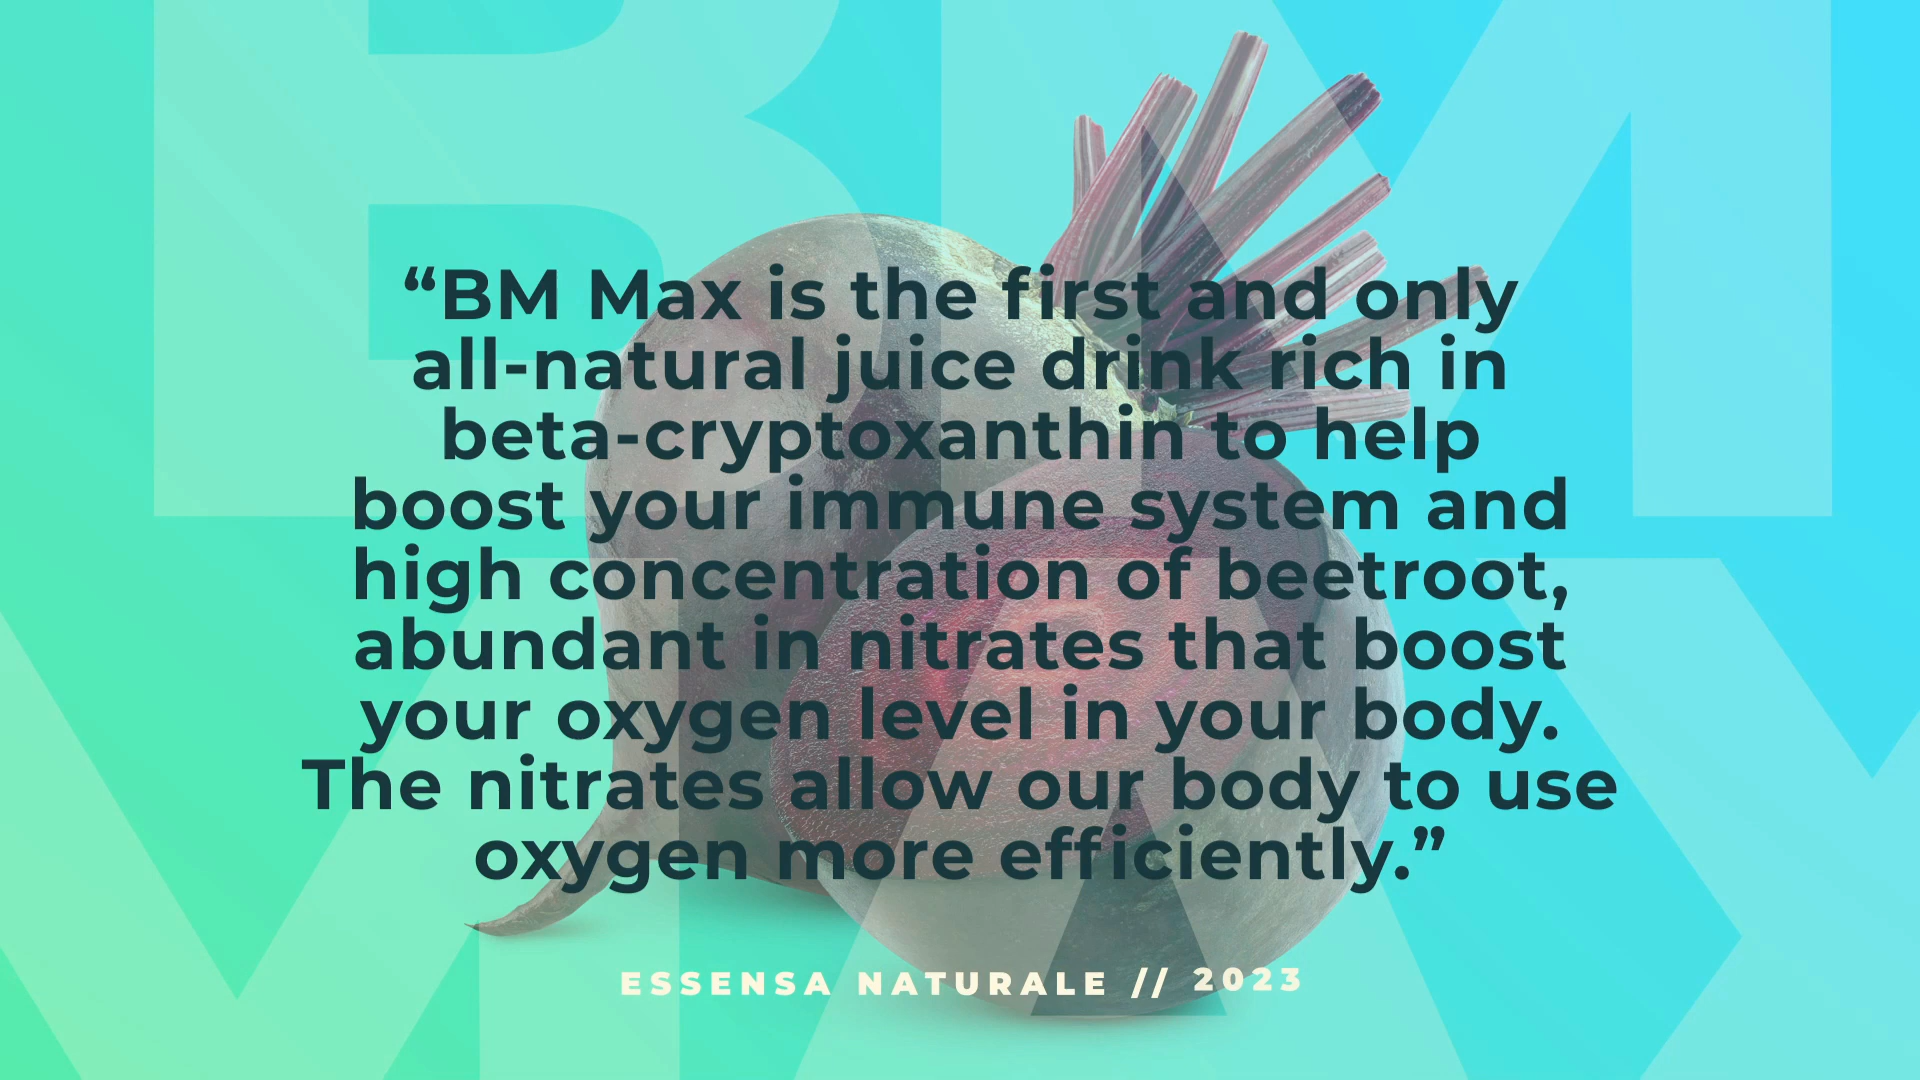 BM
MAX
“BM Max is the first and only
all-natural juice drink rich in
beta-cryptoxanthin to help
boost your immune system and
high concentration of beetroot,
abundant in nitrates that boost
your oxygen level in your body.
The nitrates allow our body to use
oxygen more efficiently.”
ESSENSA NATURALE // 2023